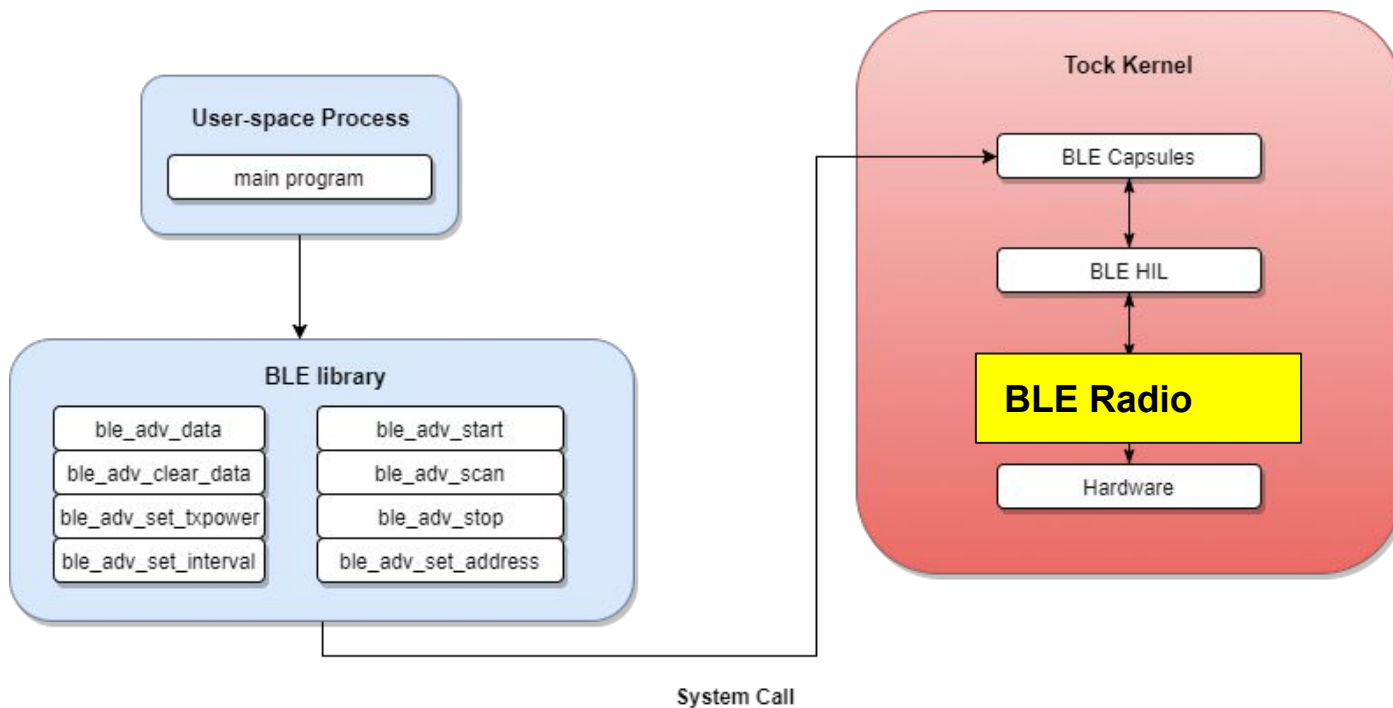 User-space Process
main program
BLE library
ble_adv_data
ble_adv_clear_data
ble_adv_set_txpower
ble_adv_set_interval
ble_adv_start
ble_adv_scan
ble_adv_stop
ble_adv_set_address
System Call
Tock Kernel
BLE Capsules
BLE HIL
BLE Radio
Hardware